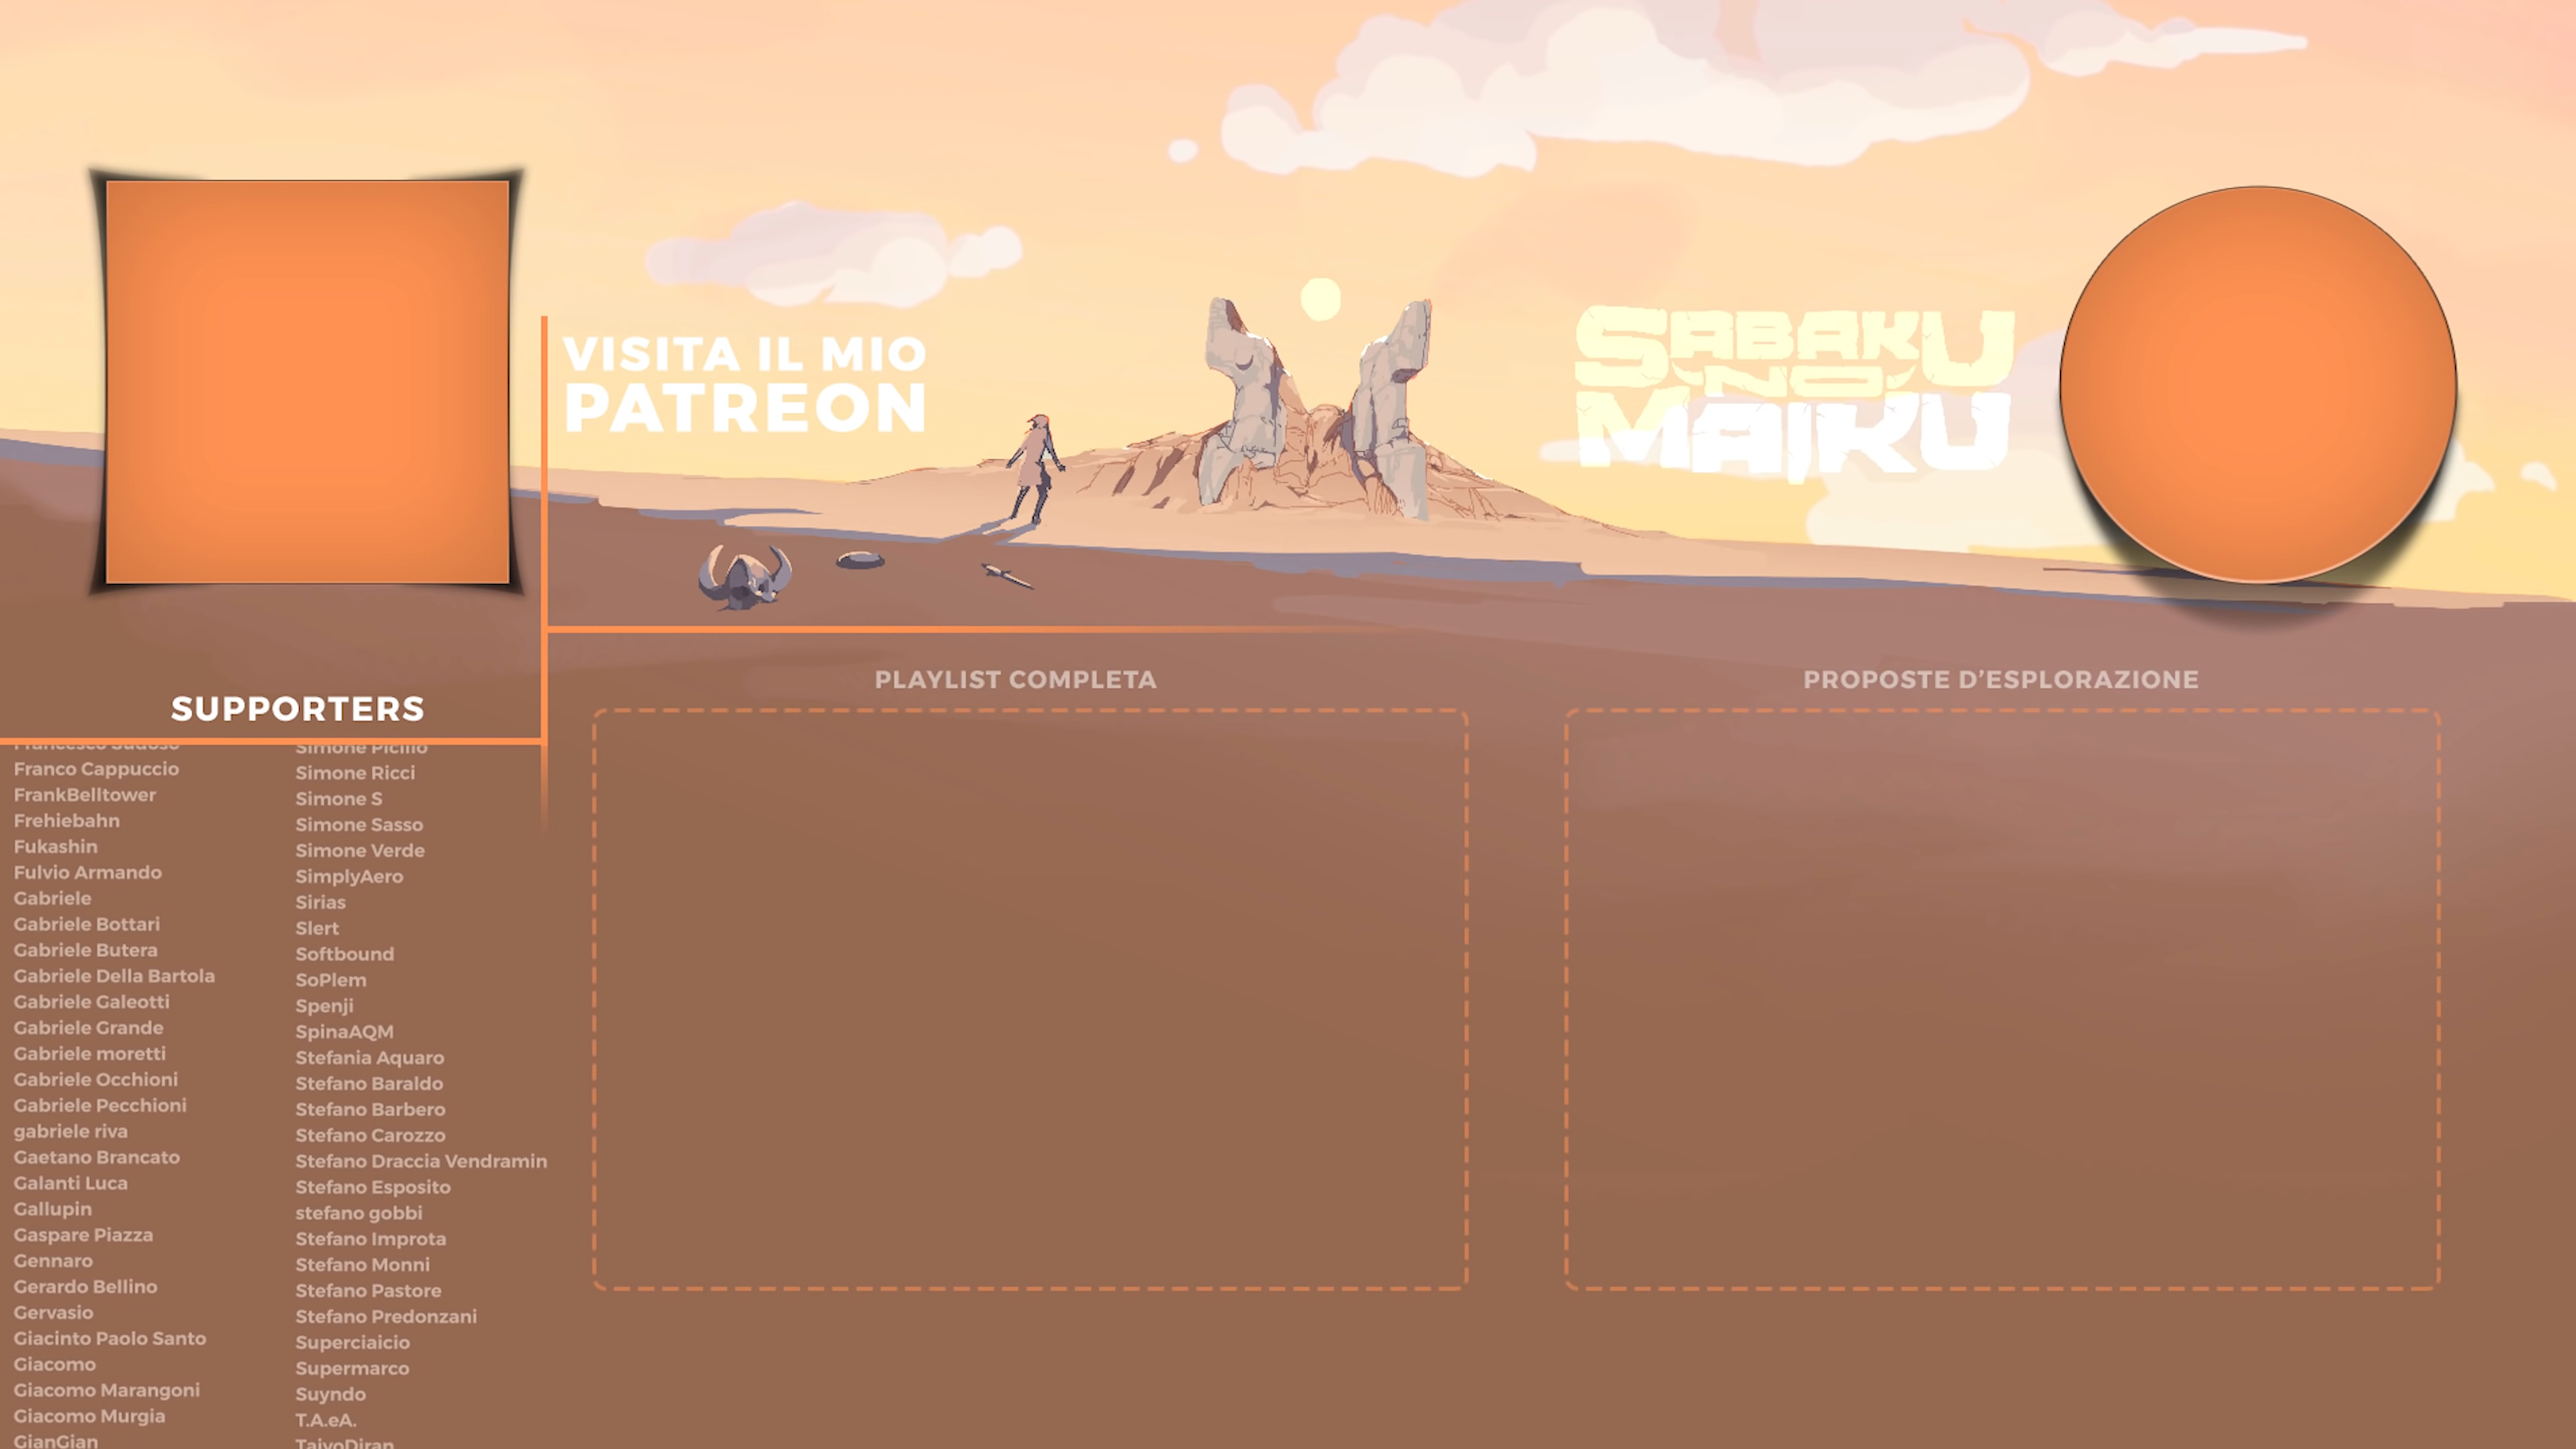 VISITA IL MIO
PATREON
SABAKU
NO
MAIKU
PLAYLIST COMPLETA
PROPOSTE D’ESPLORAZIONE
SUPPORTERS
Franco Cappuccio
FrankBelltower
Frehiebahn
Fukashin
Fulvio Armando
Gabriele
Gabriele Bottari
Gabriele Butera
Gabriele Della Bartola
Gabriele Galeotti
Gabriele Grande
Gabriele moretti
Gabriele Occhioni
Gabriele Pecchioni
gabriele riva
Gaetano Brancato
Galanti Luca
Gallupin
Gaspare Piazza
Gennaro
Gerardo Bellino
Gervasio
Giacinto Paolo Santo
Giacomo
Giacomo Marangoni
Giacomo Murgia
GianGian
Simone Picillo
Simone Ricci
Simone S
Simone Sasso
Simone Verde
SimplyAero
Sirias
Slert
Softbound
SoPlem
Spenji
SpinaAQM
Stefania Aquaro
Stefano Baraldo
Stefano Barbero
Stefano Carozzo
Stefano Draccia Vendramin
Stefano Esposito
stefano gobbi
Stefano Improta
Stefano Monni
Stefano Pastore
Stefano Predonzani
Superciaicio
Supermarco
Suyndo
T.A.eA.
TaiyoDiran